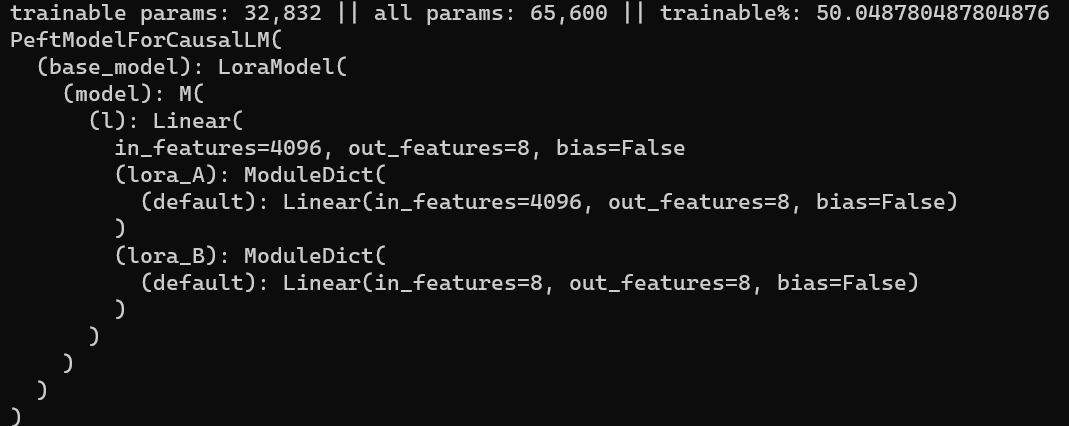 trainable params: 32,832 || all params: 65,600 || trainable%: 50.048780487804876
PeftModelForCausalLM(
  (base_model): LoraModel(
    (model): M(
      (l): Linear(
        in_features=4096, out_features=8, bias=False
        (lora_A): ModuleDict(
          (default): Linear(in_features=4096, out_features=8, bias=False)
        )
        (lora_B): ModuleDict(
          (default): Linear(in_features=8, out_features=8, bias=False)
        )
      )
    )
  )
)